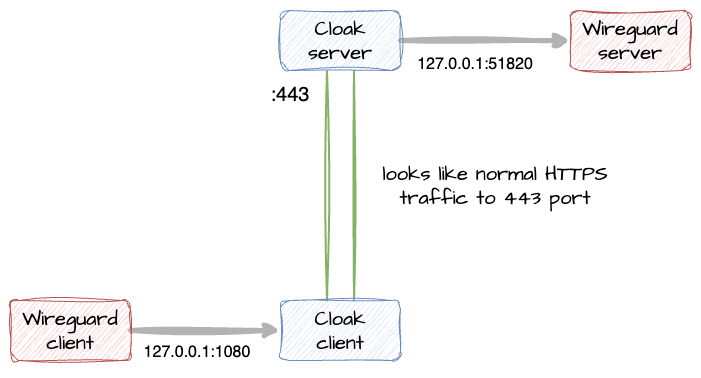 Cloak
server
Wireguard
server
127.0.0.1:51820
:443
looks like normal HTTPS
traffic to 443 port
Wireguard
client
127.0.0.1:1080
Cloak
client